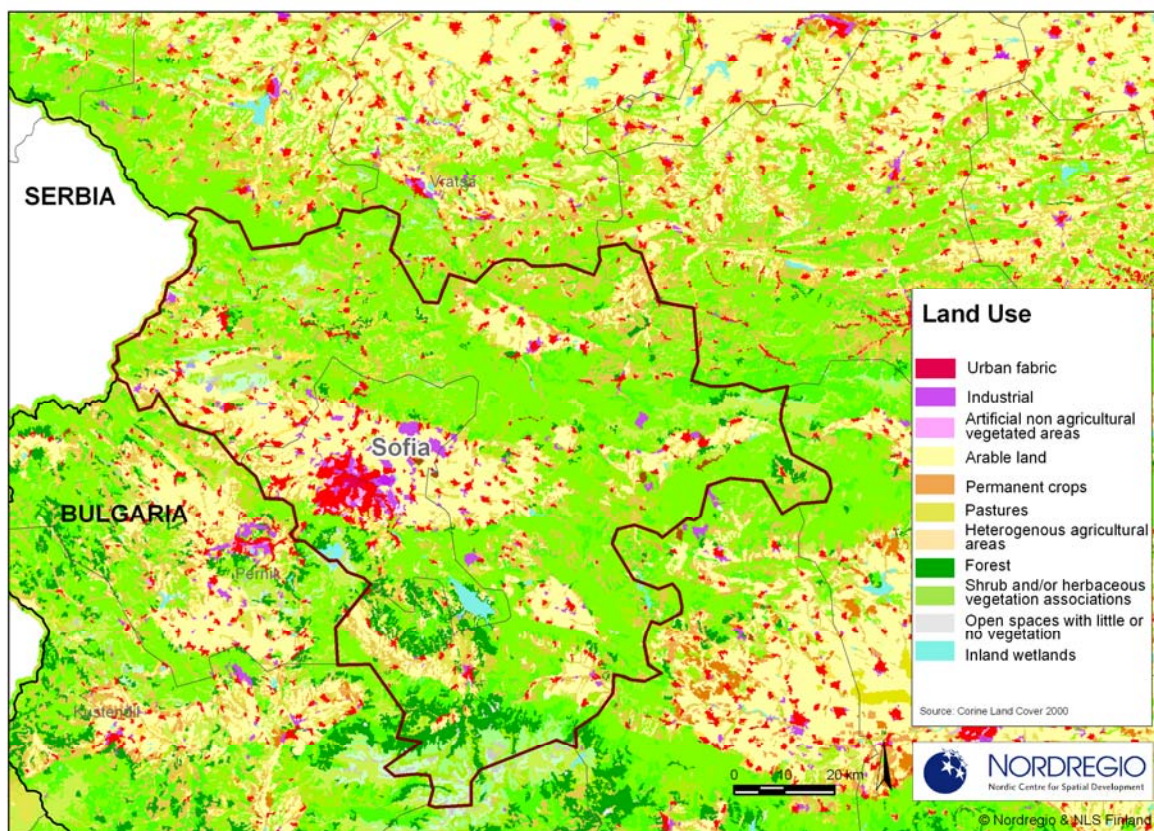 Vratsa
SERBIA
Sofia
BULGARIA
Pernik
Kustendil
Land Use
Urban fabric
Industrial
Artificial non agricultural
vegetated areas
Arable land
Permanent crops
Pastures
Heterogenous agricultural
areas
Forest
Shrub and/or herbaceous
vegetation associations
Open spaces with little or
no vegetation
Inland wetlands
Source: Corine Land Cover 2000
0 10 20 km
NORDREGIO
Nordic Centre for Spatial Development
© Nordregio & NLS Finland